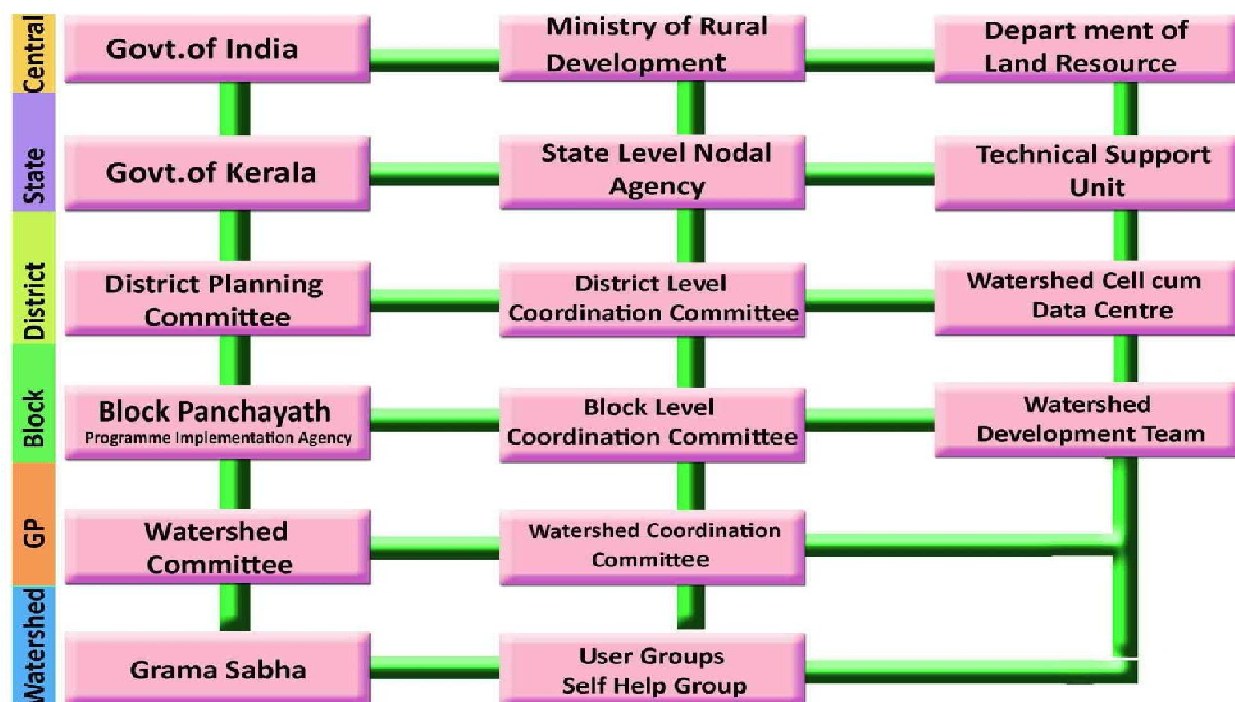 Central
Govt.of India
Ministry of Rural
Development
Depart ment of
Land Resource
State
Govt.of Kerala
State Level Nodal
Agency
Technical Support
Unit
District
District Planning
Committee
District Level
Coordination Committee
Watershed Cell cum
Data Centre
Block
Block Panchayath
Programme Implementation Agency
Block Level
Coordination Committee
Watershed
Development Team
GP
Watershed
Committee
Watershed Coordination
Committee
Watershed
Grama Sabha
User Groups
Self Help Group